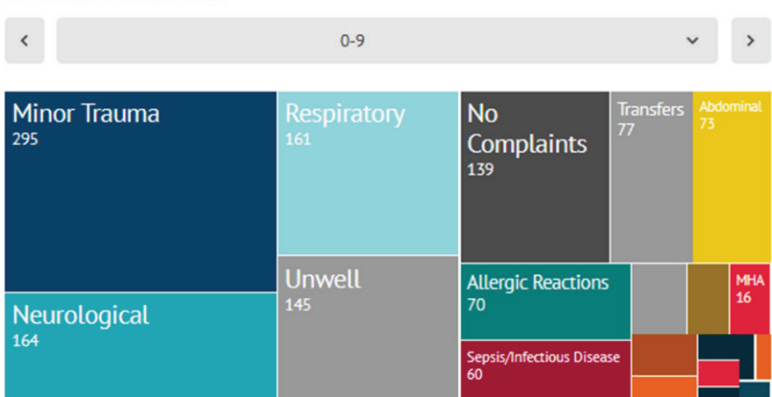 0-9
Minor Trauma
295
Respiratory
161
No
Complaints
139
Transfers
77
Abdominal
73
Neurological
164
Unwell
145
Allergic Reactions
70
MHA
16
Sepsis/Infectious Disease
60